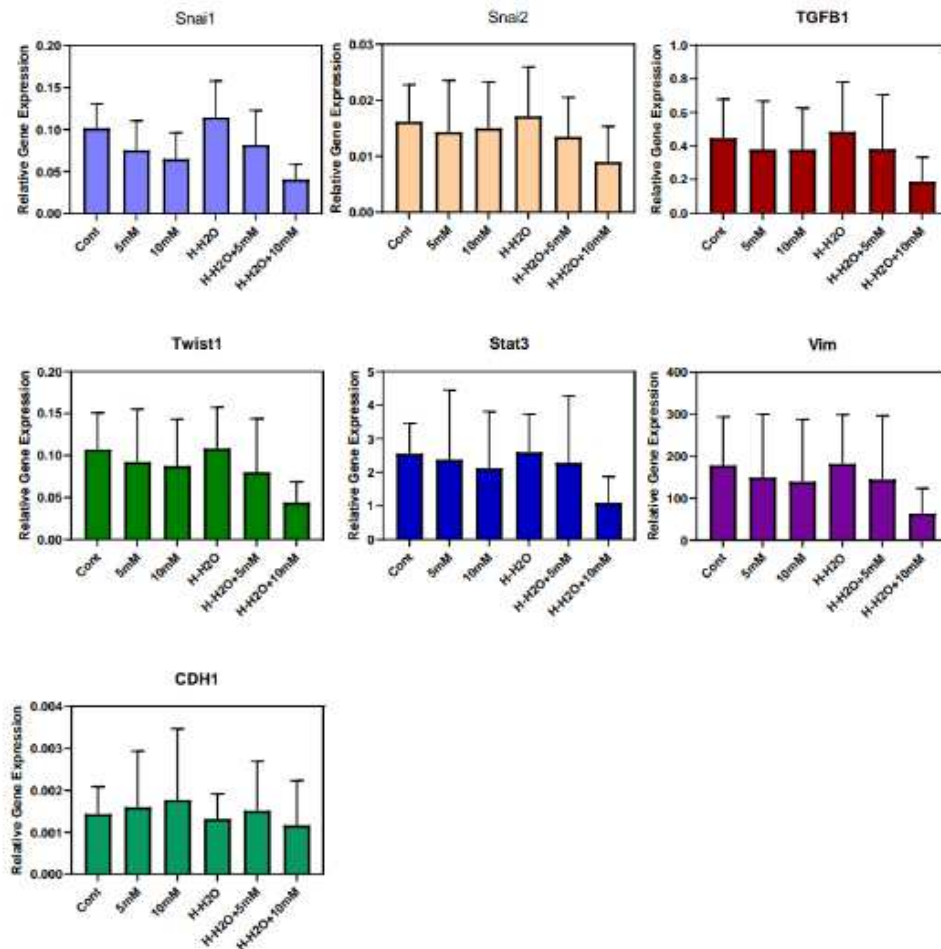 Snai1
Relative Gene Expression
0.20
0.15
0.10
0.05
0.00
Cont
5mM
10mM
H-H2O
H-H2O+5mM
H-H2O+10mM
Snai2
Relative Gene Expression
0.03
0.02
0.01
0.00
Cont
5mM
10mM
H-H2O
H-H2O+5mM
H-H2O+10mM
TGFB1
Relative Gene Expression
1.0
0.8
0.6
0.4
0.2
0.0
Cont
5mM
10mM
H-H2O
H-H2O+5mM
H-H2O+10mM
Twist1
Relative Gene Expression
0.20
0.15
0.10
0.05
0.00
Cont
5mM
10mM
H-H2O
H-H2O+5mM
H-H2O+10mM
Stat3
Relative Gene Expression
5
4
3
2
1
0
Cont
5mM
10mM
H-H2O
H-H2O+5mM
H-H2O+10mM
Vim
Relative Gene Expression
400
300
200
100
0
Cont
5mM
10mM
H-H2O
H-H2O+5mM
H-H2O+10mM
CDH1
Relative Gene Expression
0.004
0.003
0.002
0.001
0.000
Cont
5mM
10mM
H-H2O
H-H2O+5mM
H-H2O+10mM